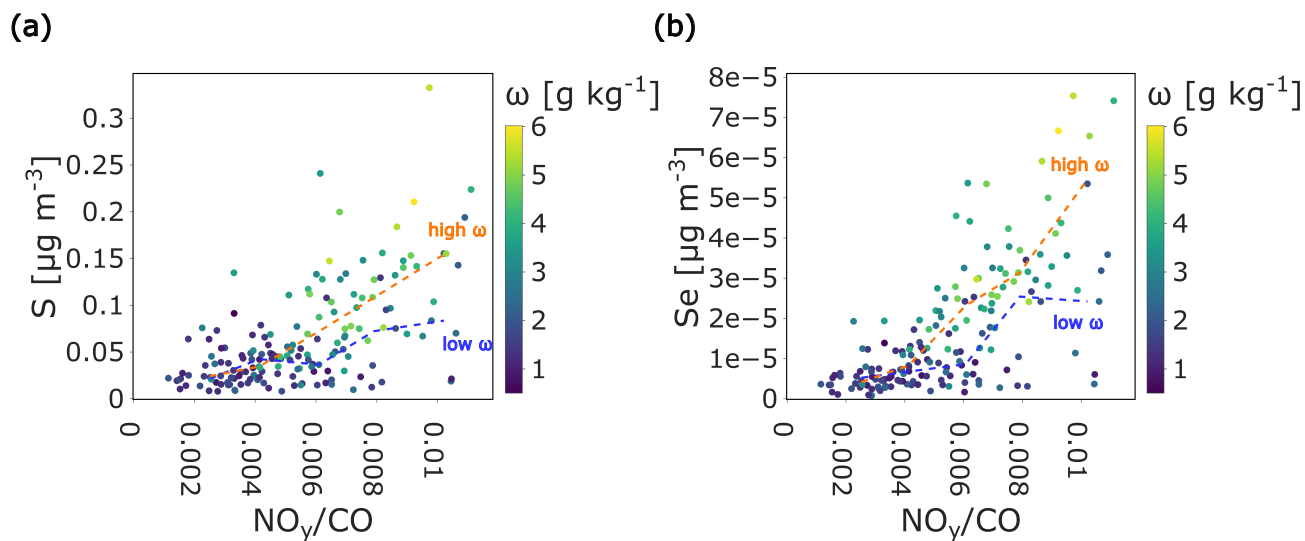 (a)
S [μg m⁻³]
0.3
0.25
0.2
0.15
0.1
0.05
0
0
0.002
0.004
0.006
0.008
0.01
NOy/CO
high ω
low ω
ω [g kg⁻¹]
6
5
4
3
2
1
(b)
Se [μg m⁻³]
8e−5
7e−5
6e−5
5e−5
4e−5
3e−5
2e−5
1e−5
0
0
0.002
0.004
0.006
0.008
0.01
NOy/CO
high ω
low ω
ω [g kg⁻¹]
6
5
4
3
2
1